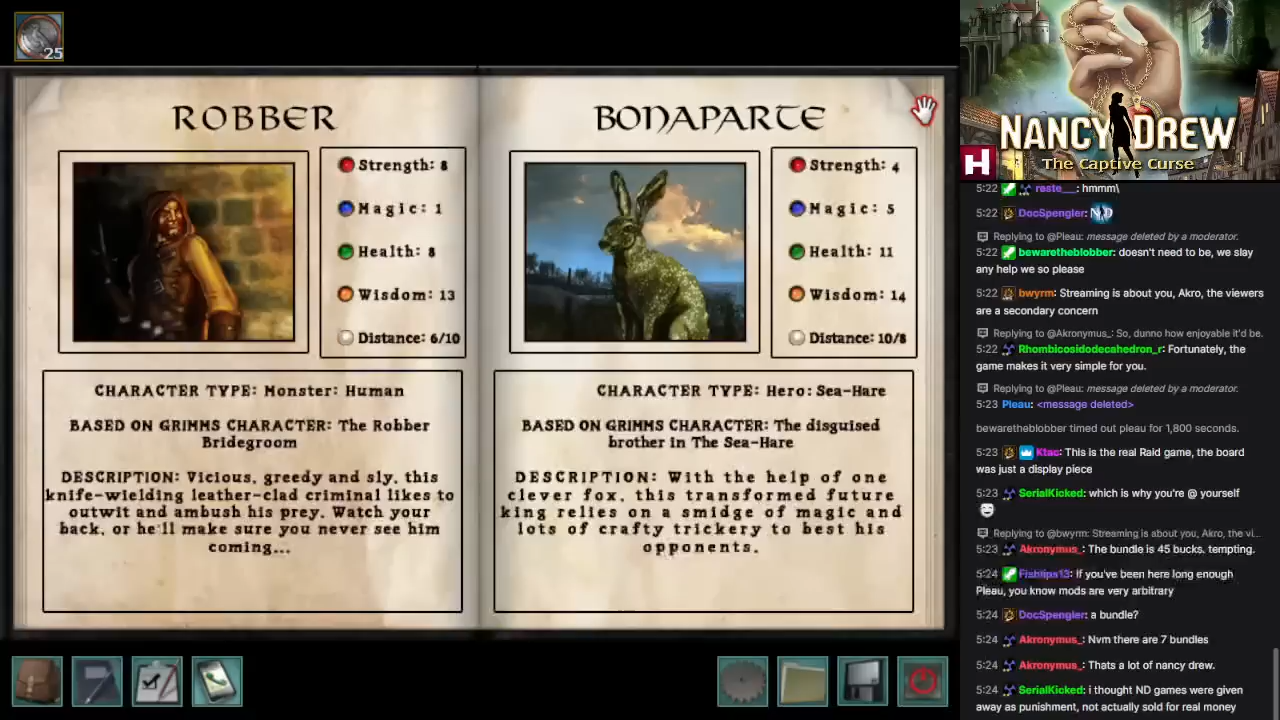 25
ROBBER
Strength: 8
Magic: 1
Health: 8
Wisdom: 13
Distance: 6/10
CHARACTER TYPE: Monster: Human
BASED ON GRIMMS CHARACTER: The Robber
Bridegroom
DESCRIPTION: Vicious, greedy and sly, this
knife-wielding leather-clad criminal likes to
outwit and ambush his prey. Watch your
back, or he'll make sure you never see him
coming...
BONAPARTE
Strength: 4
Magic: 5
Health: 11
Wisdom: 14
Distance: 10/8
CHARACTER TYPE: Hero: Sea-Hare
BASED ON GRIMMS CHARACTER: The disguised
brother in The Sea-Hare
DESCRIPTION: With the help of one
clever fox, this transformed future
king relies on a smidge of magic and
lots of crafty trickery to best his
opponents.
NANCY DREW
The Captive Curse
H
5:22 reste__: hmmm\
5:22 DocSpengler: ND
Replying to @Pleau: message deleted by a moderator.
5:22 bewaretheblobber: doesn't need to be, we slay
any help we so please
5:22 bwyrm: Streaming is about you, Akro, the viewers
are a secondary concern
Replying to @Akronymus_: So, dunno how enjoyable it'd be.
5:22 Rhombicosidodecahedron_r: Fortunately, the
game makes it very simple for you.
Replying to @Pleau: message deleted by a moderator.
5:23 Pleau: <message deleted>
bewaretheblobber timed out pleau for 1,800 seconds.
5:23 Ktac: This is the real Raid game, the board
was just a display piece
5:23 SerialKicked: which is why you're @ yourself
Replying to @bwyrm: Streaming is about you, Akro, the vi...
5:23 Akronymus_: The bundle is 45 bucks. tempting.
5:24 Fishtips13: If you've been here long enough
Pleau, you know mods are very arbitrary
5:24 DocSpengler: a bundle?
5:24 Akronymus_: Nvm there are 7 bundles
5:24 Akronymus_: Thats a lot of nancy drew.
5:24 SerialKicked: i thought ND games were given
away as punishment, not actually sold for real money